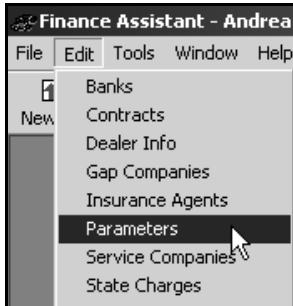 Finance Assistant - Andrea
File Edit Tools Window Help
New
Banks
Contracts
Dealer Info
Gap Companies
Insurance Agents
Parameters
Service Companies
State Charges